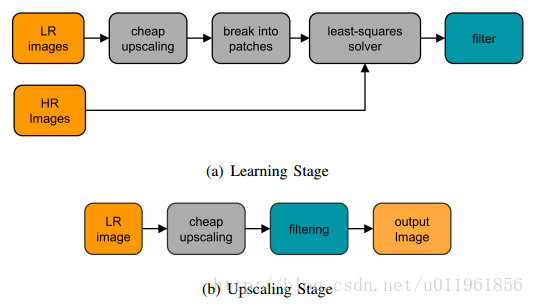 LR
images
cheap
upscaling
break into
patches
least-squares
solver
filter
HR
Images
(a) Learning Stage
LR
image
cheap
upscaling
filtering
output
Image
http://blog.csdn.net/u011961856
(b) Upscaling Stage